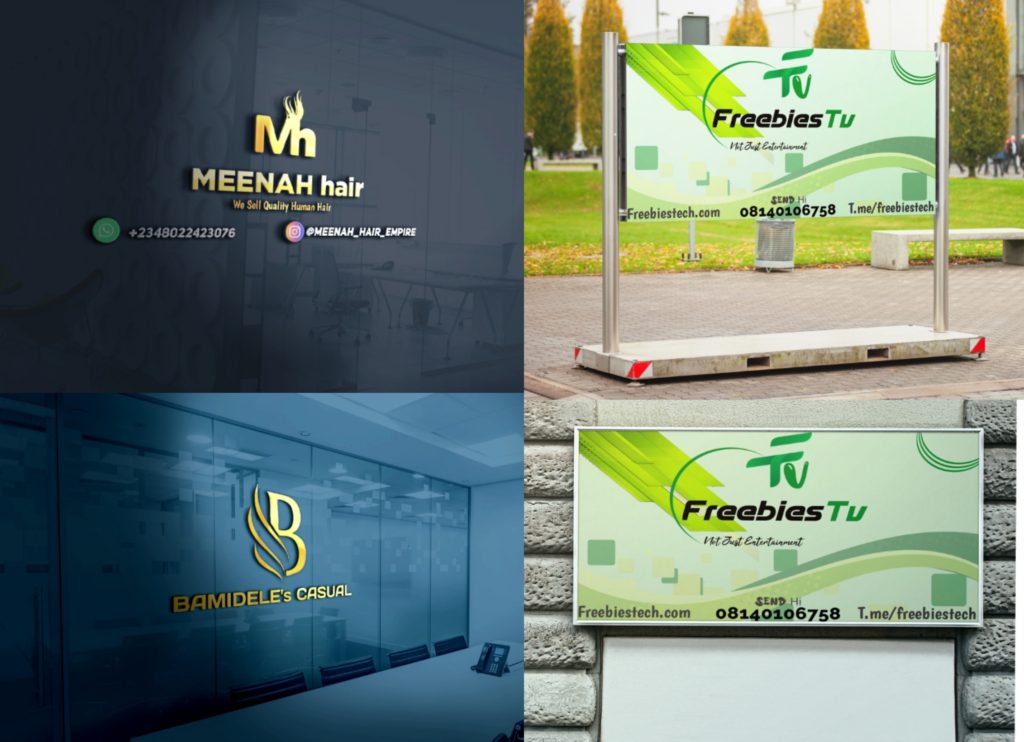 Mh
MEENAH hair
We Sell Quality Human Hair
+2348022423076
@MEENAH_HAIR_EMPIRE
Tv
FreebiesTv
Not Just Entertainment
SEND Hi
Freebiestech.com 08140106758 T.me/freebiestech
B
BAMIDELE's CASUAL
Tv
FreebiesTv
Not Just Entertainment
SEND Hi
Freebiestech.com 08140106758 T.me/freebiestech